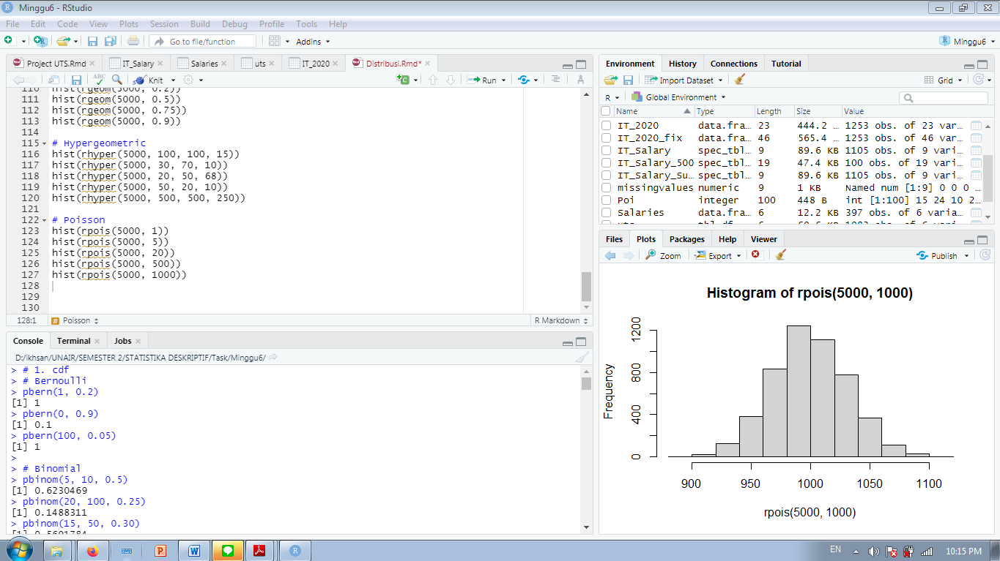 Minggu6 - RStudio
File Edit Code View Plots Session Build Debug Profile Tools Help
Go to file/function Addins Minggu6
Project UTS.Rmd IT_Salary Salaries uts IT_2020 Distribusi.Rmd*
ABC Knit Run
110 hist(rgeom(5000, 0.2))
111 hist(rgeom(5000, 0.5))
112 hist(rgeom(5000, 0.75))
113 hist(rgeom(5000, 0.9))
114
115 # Hypergeometric
116 hist(rhyper(5000, 100, 100, 15))
117 hist(rhyper(5000, 30, 70, 10))
118 hist(rhyper(5000, 20, 50, 68))
119 hist(rhyper(5000, 50, 20, 10))
120 hist(rhyper(5000, 500, 500, 250))
121
122 # Poisson
123 hist(rpois(5000, 1))
124 hist(rpois(5000, 5))
125 hist(rpois(5000, 20))
126 hist(rpois(5000, 500))
127 hist(rpois(5000, 1000))
128
129
130
128:1 # Poisson R Markdown
Console Terminal Jobs
D:/ikhsan/UNAIR/SEMESTER 2/STATISTIKA DESKRIPTIF/Task/Minggu6/
> # 1. cdf
> # Bernoulli
> pbern(1, 0.2)
[1] 1
> pbern(0, 0.9)
[1] 0.1
> pbern(100, 0.05)
[1] 1
>
> # Binomial
> pbinom(5, 10, 0.5)
[1] 0.6230469
> pbinom(20, 100, 0.25)
[1] 0.1488311
> pbinom(15, 50, 0.30)
[1] 0.5691784
Environment History Connections Tutorial
Import Dataset Grid
R Global Environment
Name Type Length Size Value
IT_2020 data.fra… 23 444.2 … 1253 obs. of 23 var…
IT_2020_fix data.fra… 46 565.4 … 1253 obs. of 46 var…
IT_Salary spec_tbl… 9 89.6 KB 1105 obs. of 9 vari…
IT_Salary_500 spec_tbl… 19 47.4 KB 100 obs. of 19 vari…
IT_Salary_Su… spec_tbl… 9 89.6 KB 1105 obs. of 9 vari…
missingvalues numeric 9 1 KB Named num [1:9] 0 0 0 …
Poi integer 100 448 B int [1:100] 15 24 10 2…
Salaries data.fra… 6 12.2 KB 397 obs. of 6 varia…
Files Plots Packages Help Viewer
Zoom Export Publish
Histogram of rpois(5000, 1000)
Frequency
1200
800
400
0
900 950 1000 1050 1100
rpois(5000, 1000)
EN 10:15 PM